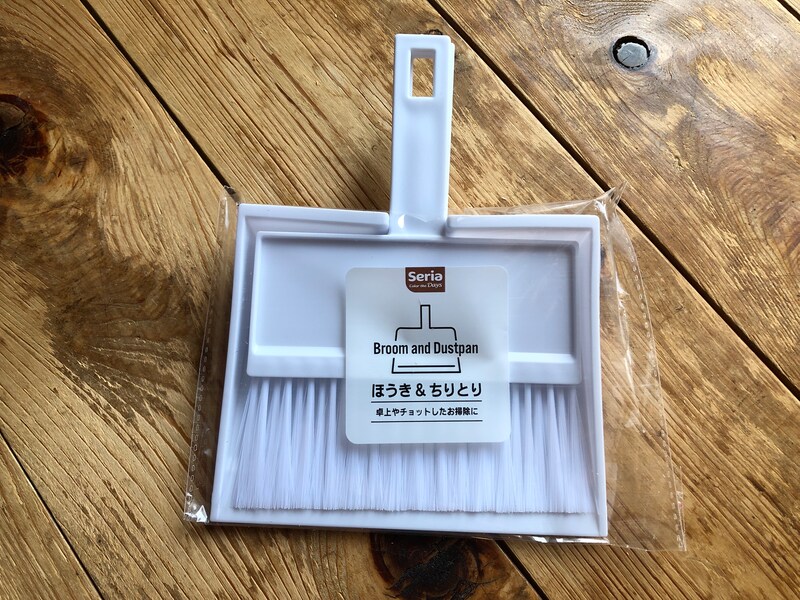 Seria
Color the Days
Broom and Dustpan
ほうき&ちりとり
卓上やチョットしたお掃除に